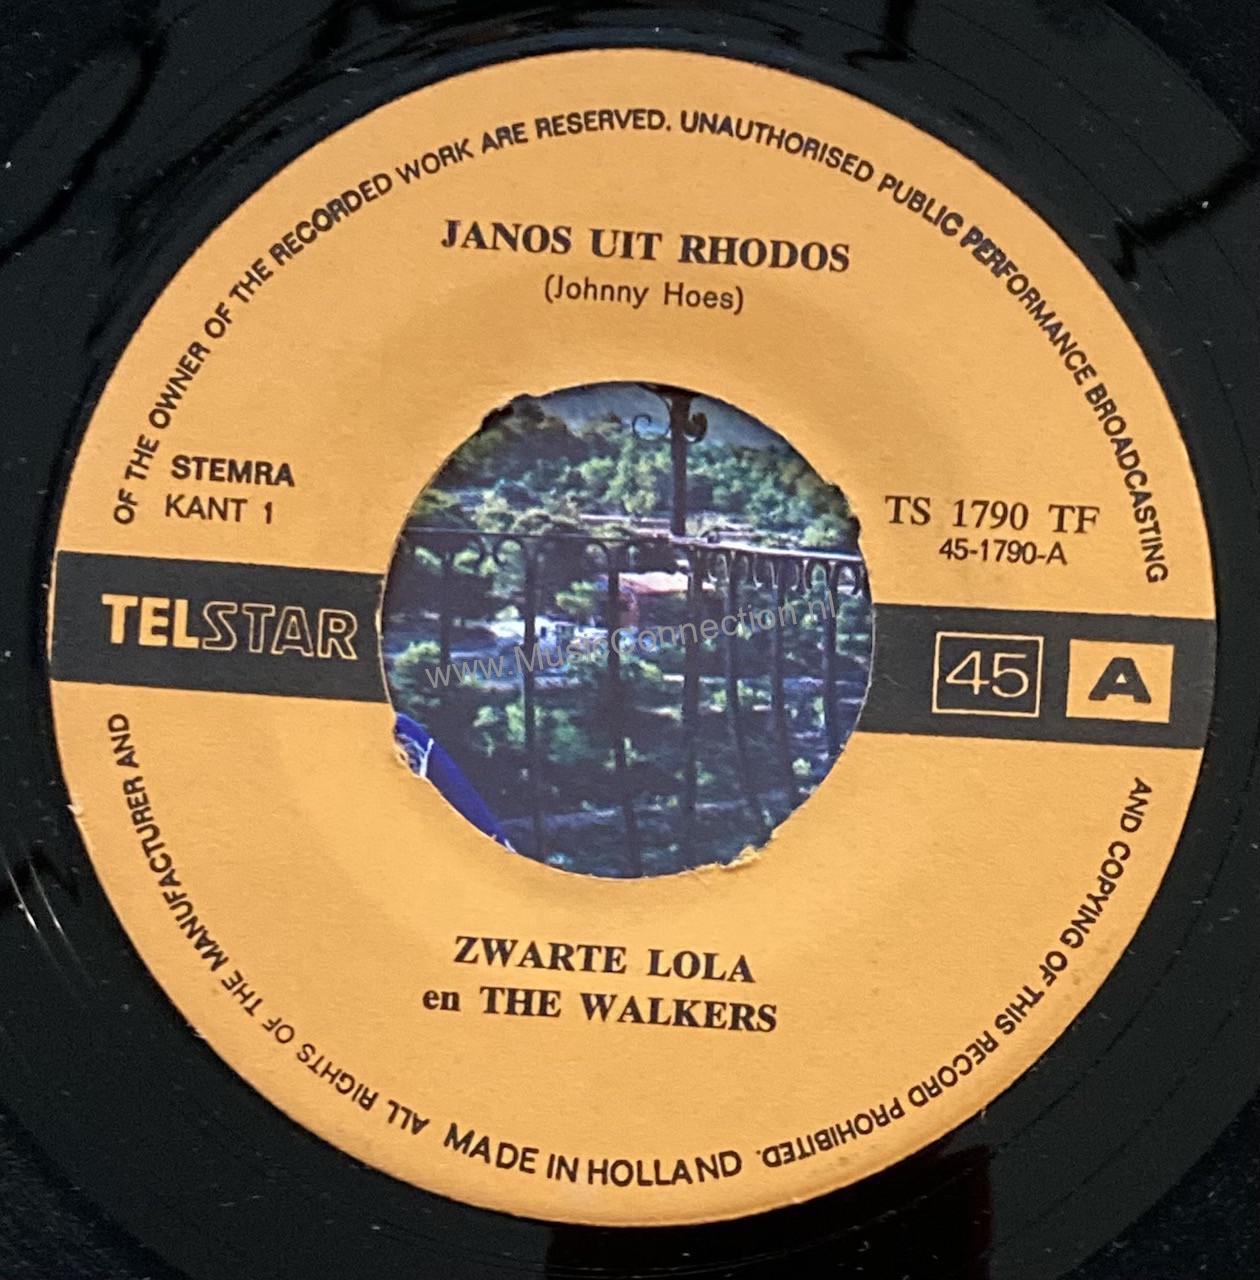 JANOS UIT RHODOS
(Johnny Hoes)
STEMRA
KANT 1
TS 1790 TF
45-1790-A
TELSTAR
45
A
www.MusicConnection.nl
ZWARTE LOLA
en THE WALKERS
ALL RIGHTS OF THE MANUFACTURER AND OF THE OWNER OF THE RECORDED WORK ARE RESERVED. UNAUTHORISED PUBLIC PERFORMANCE BROADCASTING AND COPYING OF THIS RECORD PROHIBITED.
MADE IN HOLLAND